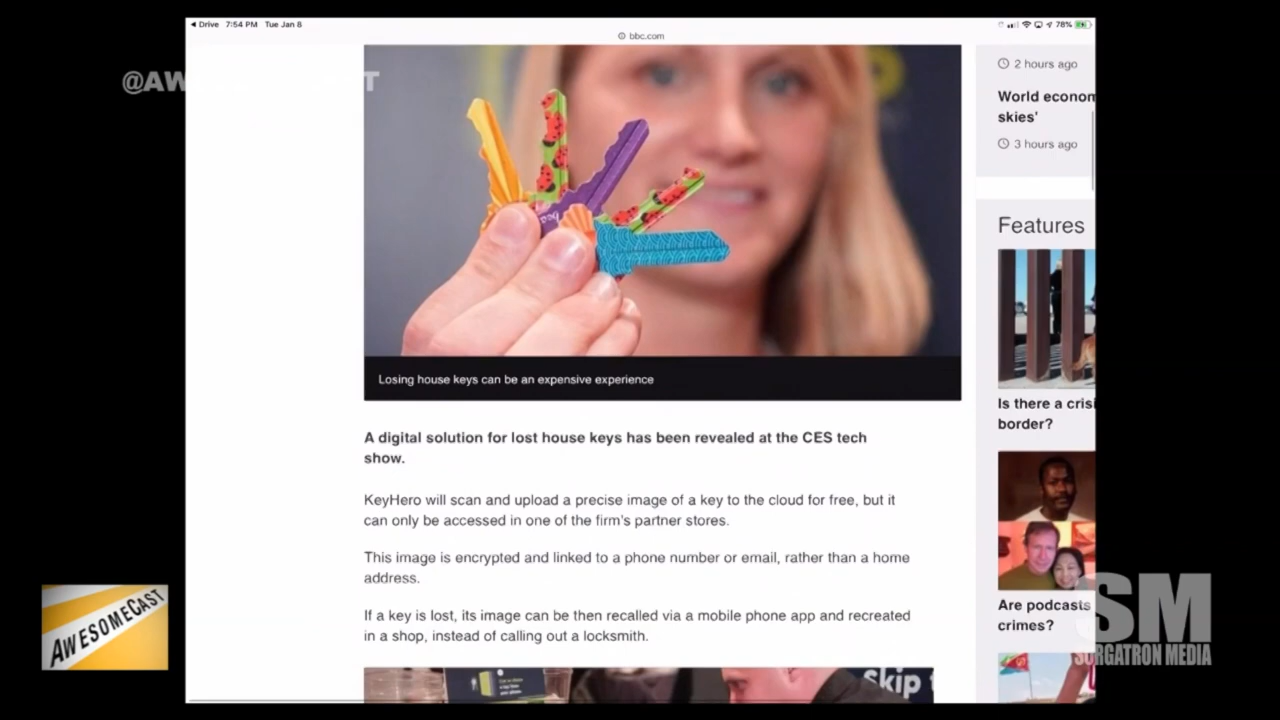 Drive 7:54 PM Tue Jan 8
78%
bbc.com
2 hours ago
World econom
skies'
3 hours ago
Features
Losing house keys can be an expensive experience
A digital solution for lost house keys has been revealed at the CES tech
show.
KeyHero will scan and upload a precise image of a key to the cloud for free, but it
can only be accessed in one of the firm's partner stores.
This image is encrypted and linked to a phone number or email, rather than a home
address.
If a key is lost, its image can be then recalled via a mobile phone app and recreated
in a shop, instead of calling out a locksmith.
Is there a crisi
border?
Are podcasts
crimes?
Skip
AWESOMECAST
SM
SORGATRON MEDIA